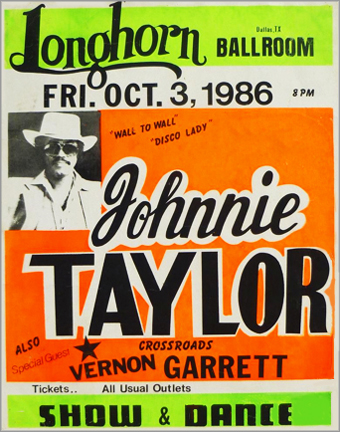 Longhorn
Dallas, TX
BALLROOM
FRI. OCT. 3, 1986 8 PM
"WALL TO WALL"
"DISCO LADY"
Johnnie
TAYLOR
ALSO
CROSSROADS
Special Guest
VERNON GARRETT
Tickets.. All Usual Outlets
SHOW & DANCE